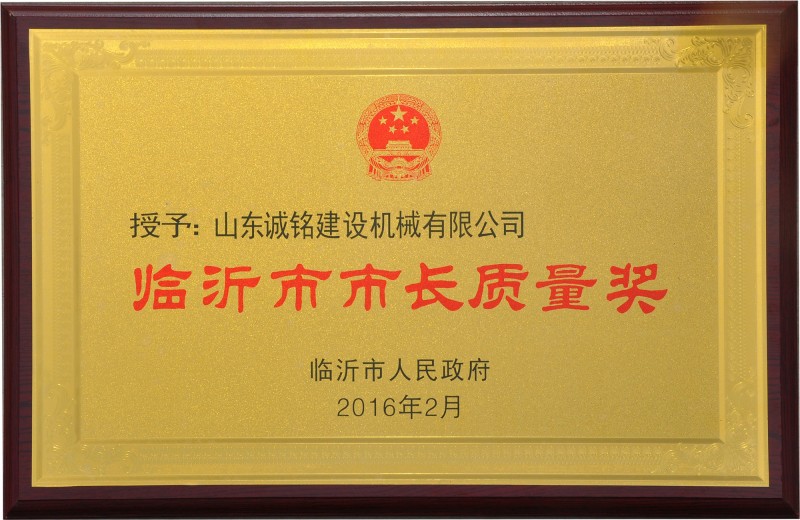 授予：山东诚铭建设机械有限公司
临沂市市长质量奖
临沂市人民政府
2016年2月